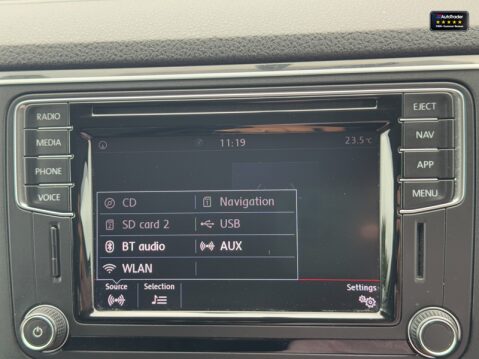 AutoTrader
RADIO
MEDIA
PHONE
VOICE
11:19
23.5°C
CD
Navigation
SD card 2
USB
BT audio
AUX
WLAN
Source
Selection
Settings
EJECT
NAV
APP
MENU